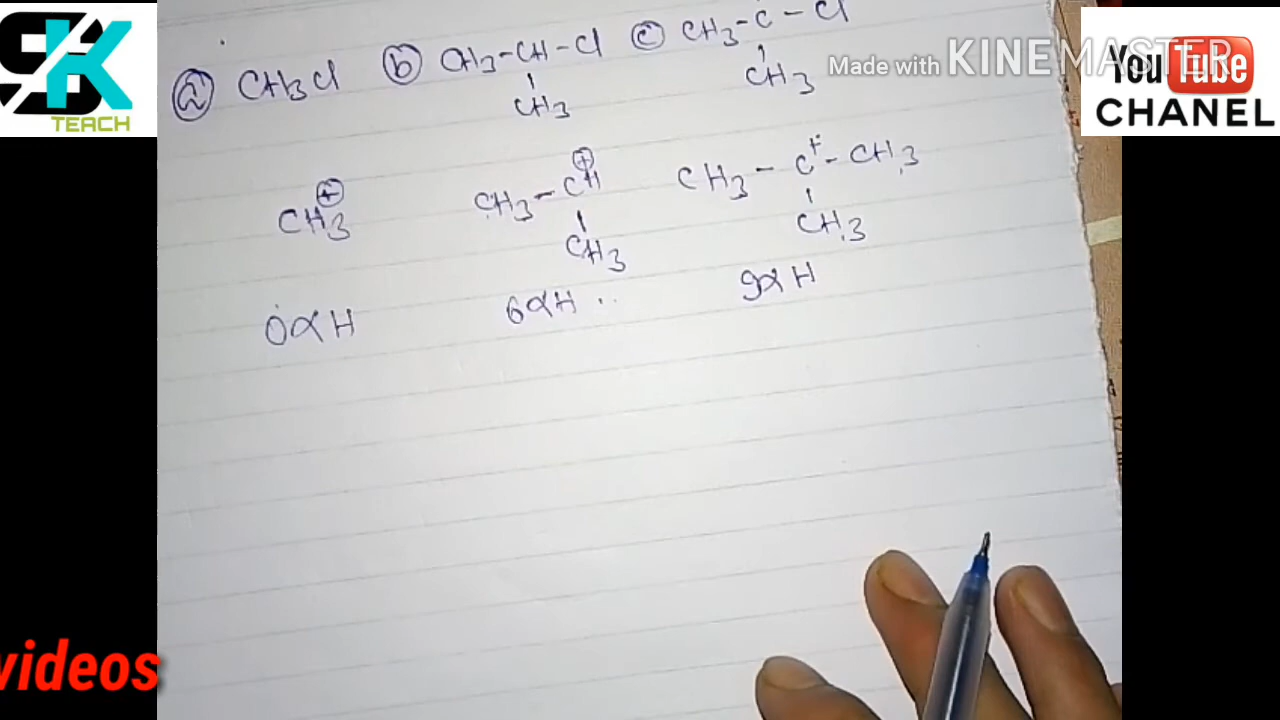 SK
TEACH
Made with KINEMASTER
YouTube
CHANEL
(a) CH3Cl (b) CH3-CH-Cl (c) CH3-C-Cl
CH3 CH3
CH3⊕ CH3-CH⊕ CH3-C+-CH3
CH3 CH3
0αH 6αH .. 9αH
videos